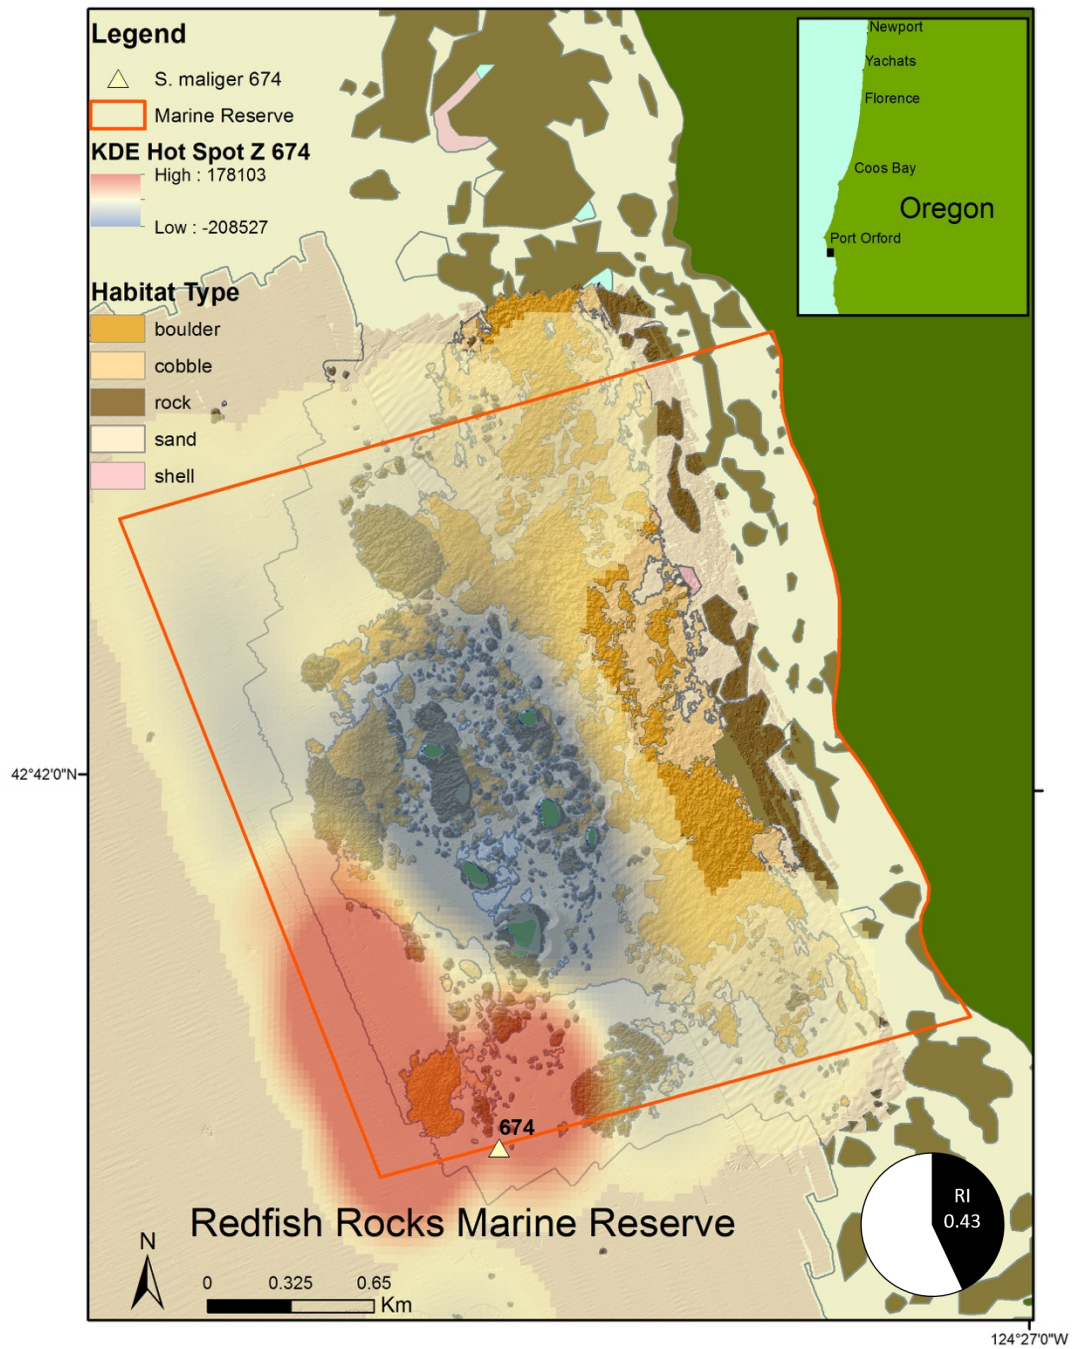 Legend
S. maliger 674
Marine Reserve
KDE Hot Spot Z 674
High : 178103
Low : -208527
Habitat Type
boulder
cobble
rock
sand
shell
Newport
Yachats
Florence
Coos Bay
Oregon
Port Orford
42°42'0"N
674
Redfish Rocks Marine Reserve
RI
0.43
N
0 0.325 0.65
Km
124°27'0"W